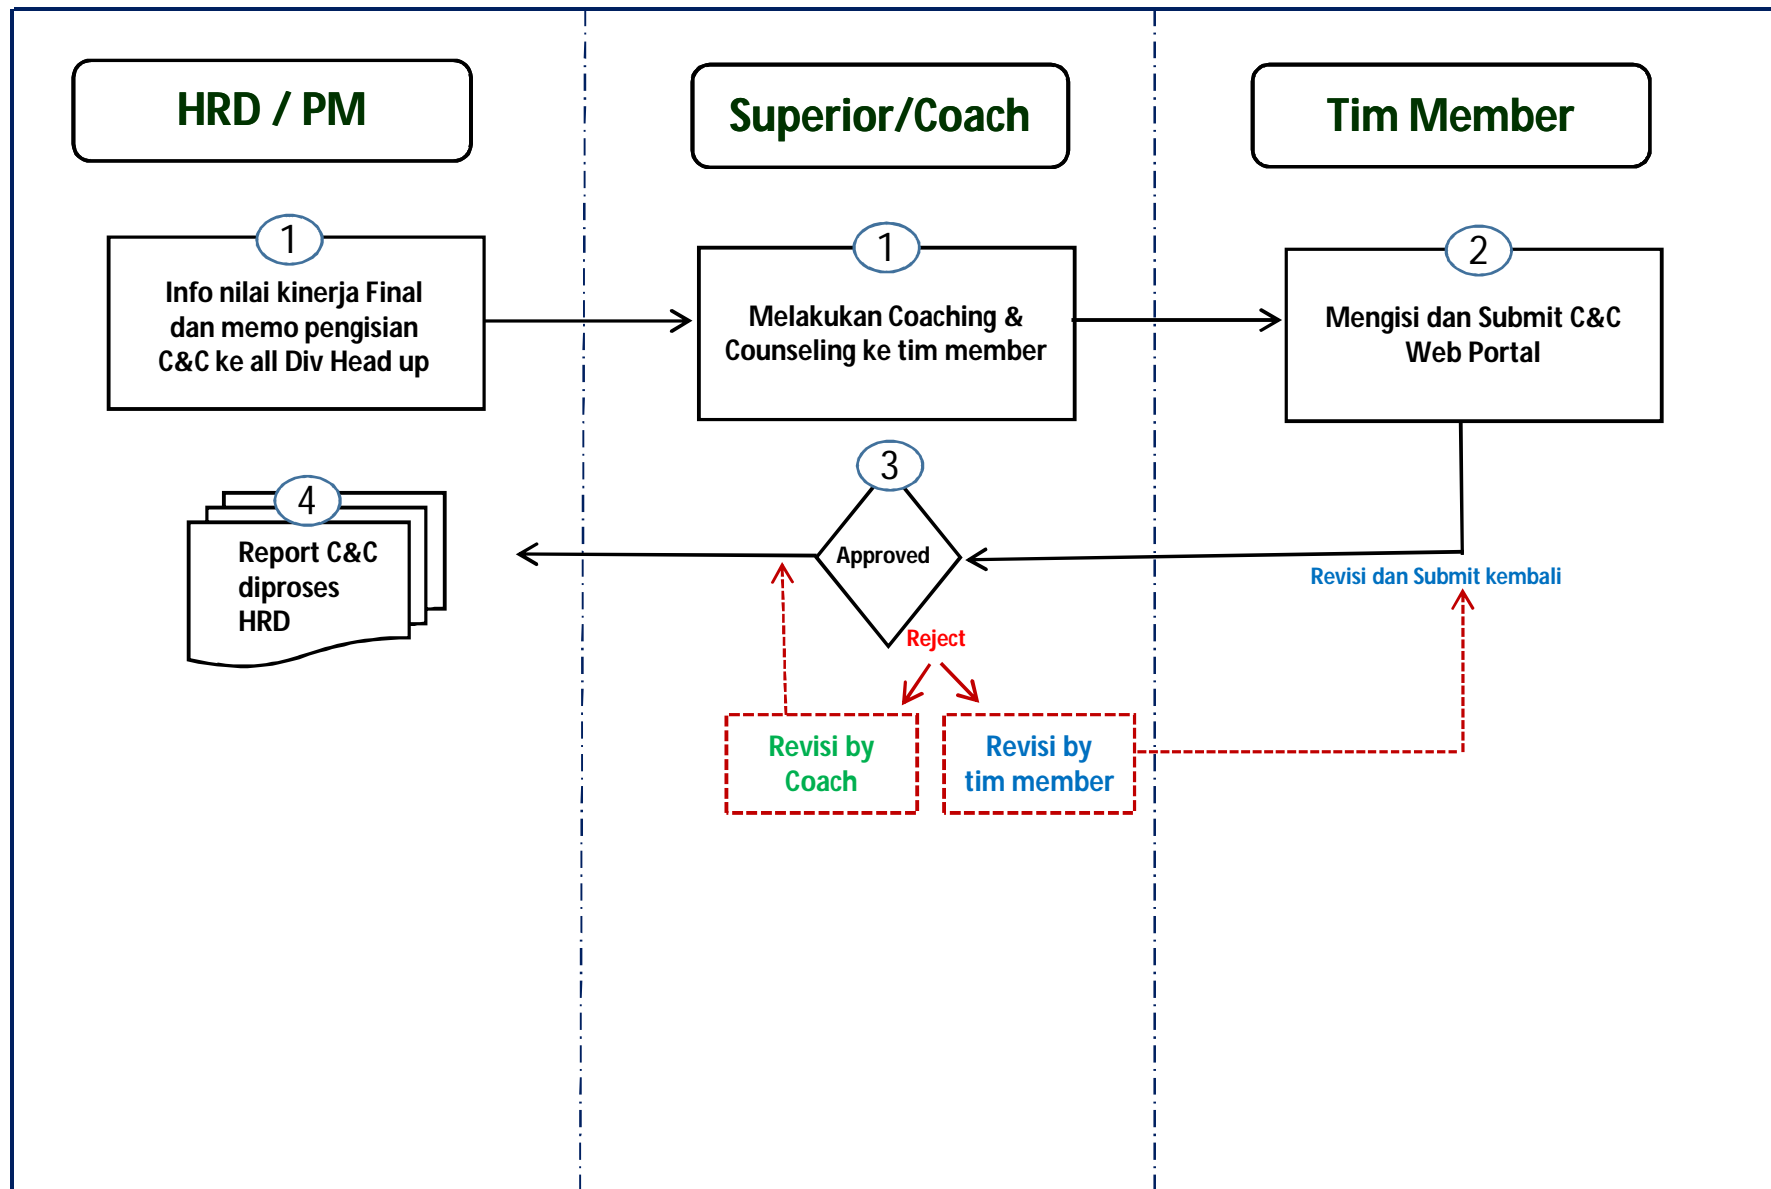 HRD / PM
Superior/Coach
Tim Member
1
Info nilai kinerja Final
dan memo pengisian
C&C ke all Div Head up
1
Melakukan Coaching &
Counseling ke tim member
2
Mengisi dan Submit C&C
Web Portal
3
Approved
4
Report C&C
diproses
HRD
Revisi dan Submit kembali
Reject
Revisi by
Coach
Revisi by
tim member